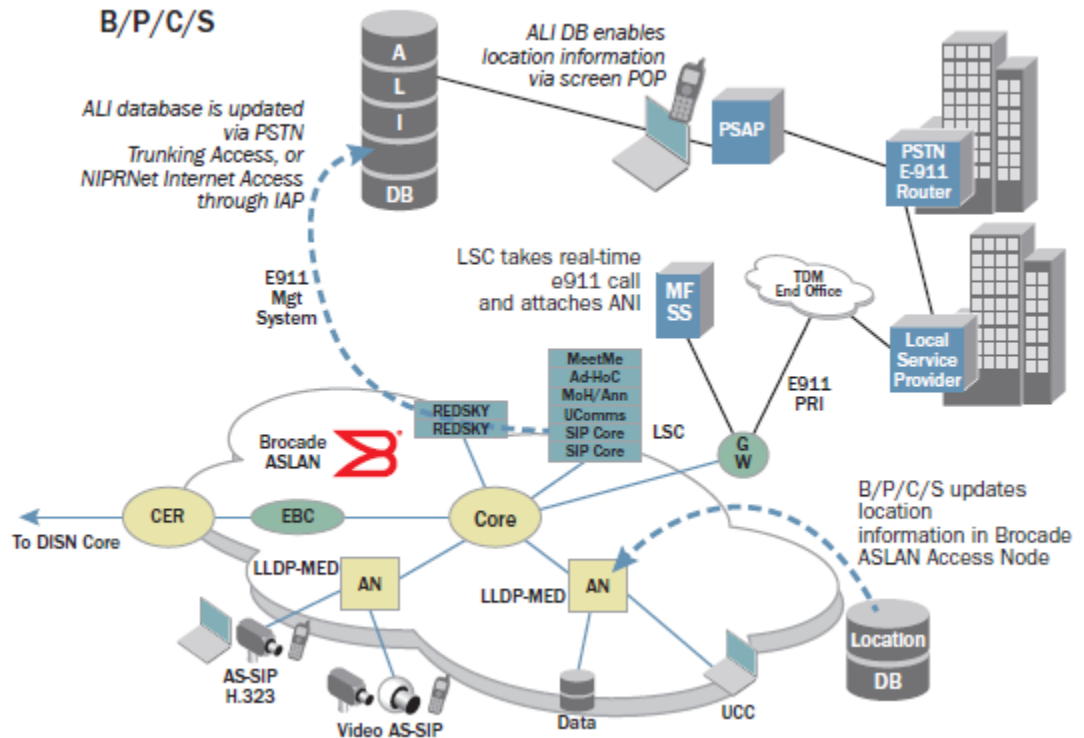 B/P/C/S
A
L
I
DB
ALI DB enables
location information
via screen POP
ALI database is updated
via PSTN
Trunking Access, or
NIPRNet Internet Access
through IAP
PSAP
PSTN
E-911
Router
E911
Mgt
System
LSC takes real-time
e911 call
and attaches ANI
MF
SS
TDM
End Office
Local
Service
Provider
E911
PRI
MeetMe
Ad-HoC
MoH/Ann
UComms
SIP Core
SIP Core
LSC
REDSKY
REDSKY
Brocade
ASLAN
G
W
CER
EBC
Core
To DISN Core
B/P/C/S updates
location
information in Brocade
ASLAN Access Node
LLDP-MED
AN
LLDP-MED
AN
Location
DB
AS-SIP
H.323
Video AS-SIP
Data
UCC